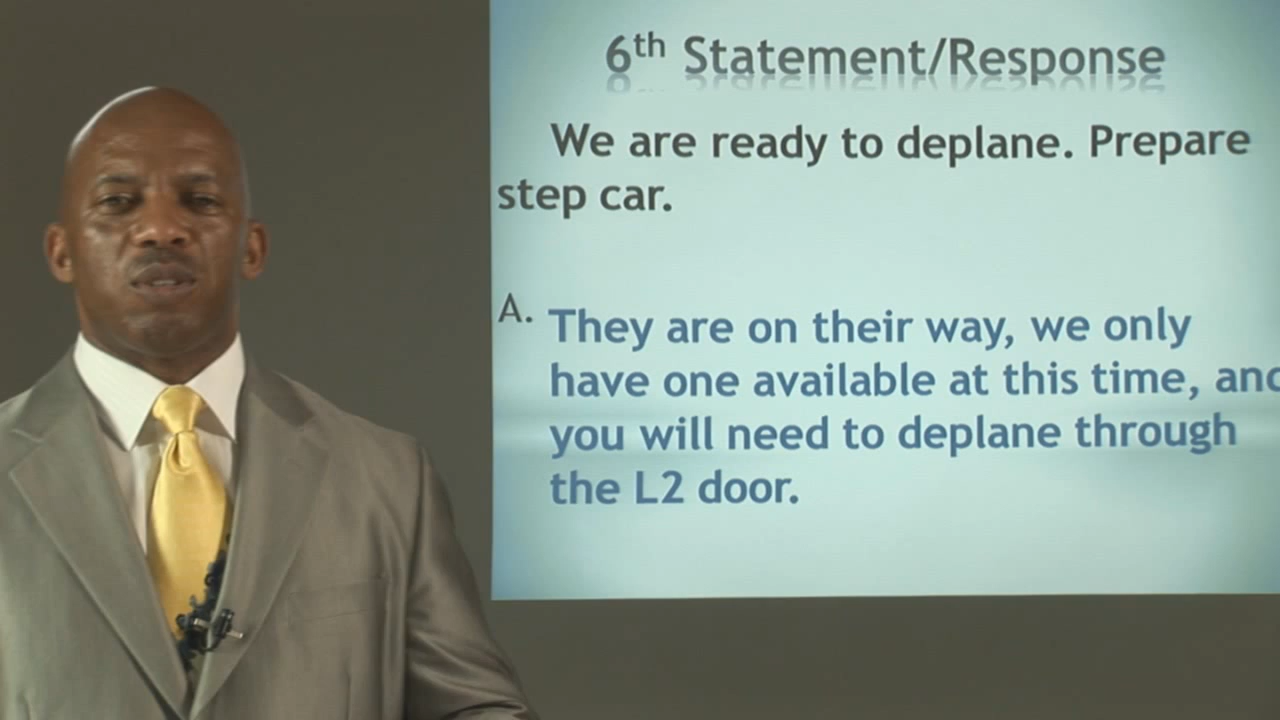 6th Statement/Response
We are ready to deplane. Prepare
step car.
A. They are on their way, we only
have one available at this time, and
you will need to deplane through
the L2 door.